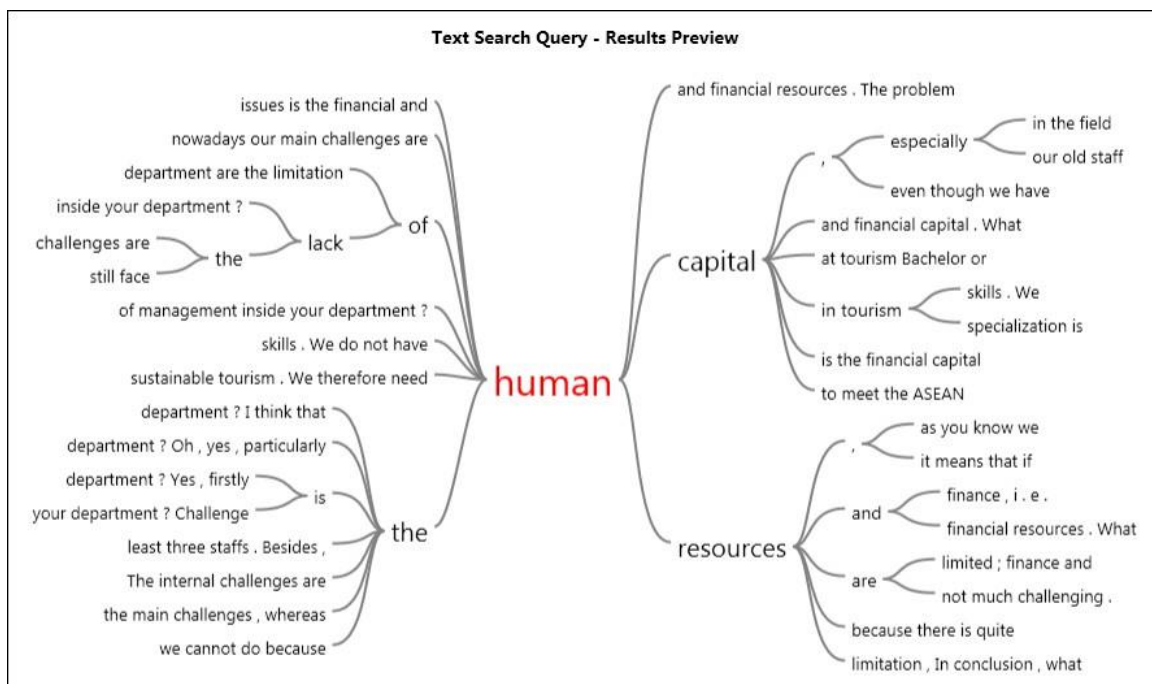 Text Search Query - Results Preview
issues is the financial and
nowadays our main challenges are
department are the limitation
inside your department ?
challenges are
still face
the
lack
of
of management inside your department ?
skills . We do not have
sustainable tourism . We therefore need
department ? I think that
department ? Oh , yes , particularly
department ? Yes , firstly
your department ? Challenge
is
least three staffs . Besides ,
The internal challenges are
the main challenges , whereas
we cannot do because
the
human
and financial resources . The problem
capital
,
especially
in the field
our old staff
even though we have
and financial capital . What
at tourism Bachelor or
in tourism
skills . We
specialization is
is the financial capital
to meet the ASEAN
resources
,
as you know we
it means that if
and
finance , i . e .
financial resources . What
are
limited ; finance and
not much challenging .
because there is quite
limitation , In conclusion , what